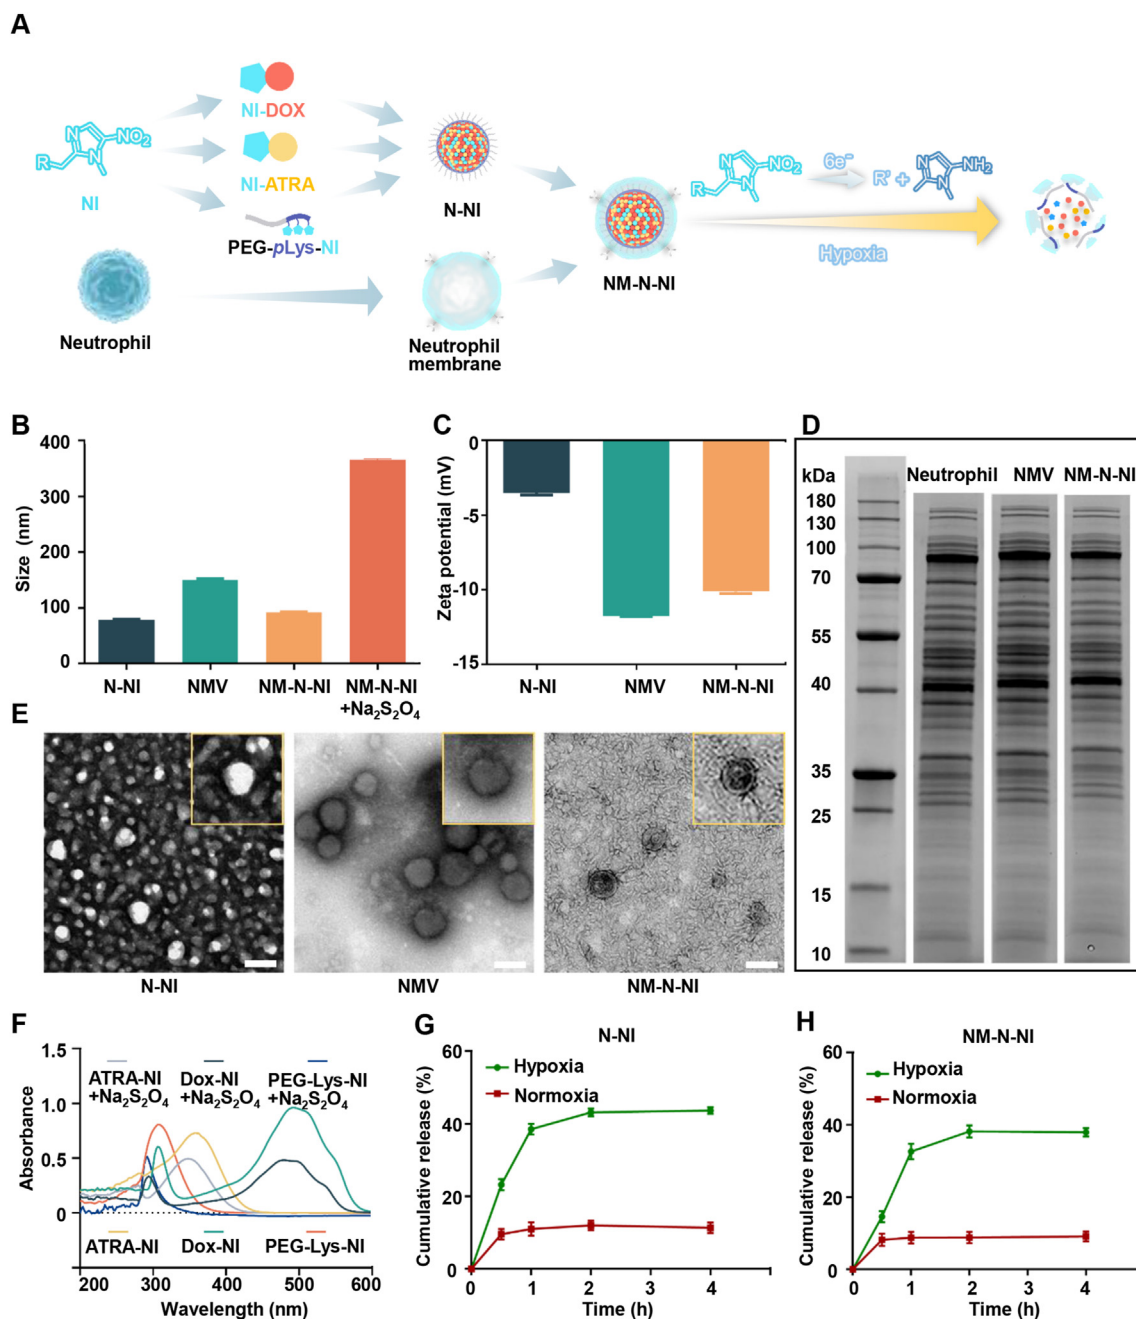 A
NI-DOX
N
N
NO₂
R
NI
NI-ATRA
PEG-pLys-NI
N-NI
Neutrophil
Neutrophil
membrane
NM-N-NI
N
N
NO₂
R
6e⁻
R' +
N
N
NH₂
Hypoxia
B
Size (nm)
400
300
200
100
0
N-NI
NMV
NM-N-NI
NM-N-NI
+Na₂S₂O₄
C
Zeta potential (mV)
0
-5
-10
-15
N-NI
NMV
NM-N-NI
D
kDa
Neutrophil
NMV
NM-N-NI
180
130
100
70
55
40
35
25
15
10
E
N-NI
NMV
NM-N-NI
F
Absorbance
1.5
1.0
0.5
0
ATRA-NI
+Na₂S₂O₄
Dox-NI
+Na₂S₂O₄
PEG-Lys-NI
+Na₂S₂O₄
ATRA-NI
Dox-NI
PEG-Lys-NI
200
300
400
500
600
Wavelength (nm)
G
N-NI
Cumulative release (%)
60
40
20
0
Hypoxia
Normoxia
0
1
2
3
4
Time (h)
H
NM-N-NI
Cumulative release (%)
60
40
20
0
Hypoxia
Normoxia
0
1
2
3
4
Time (h)